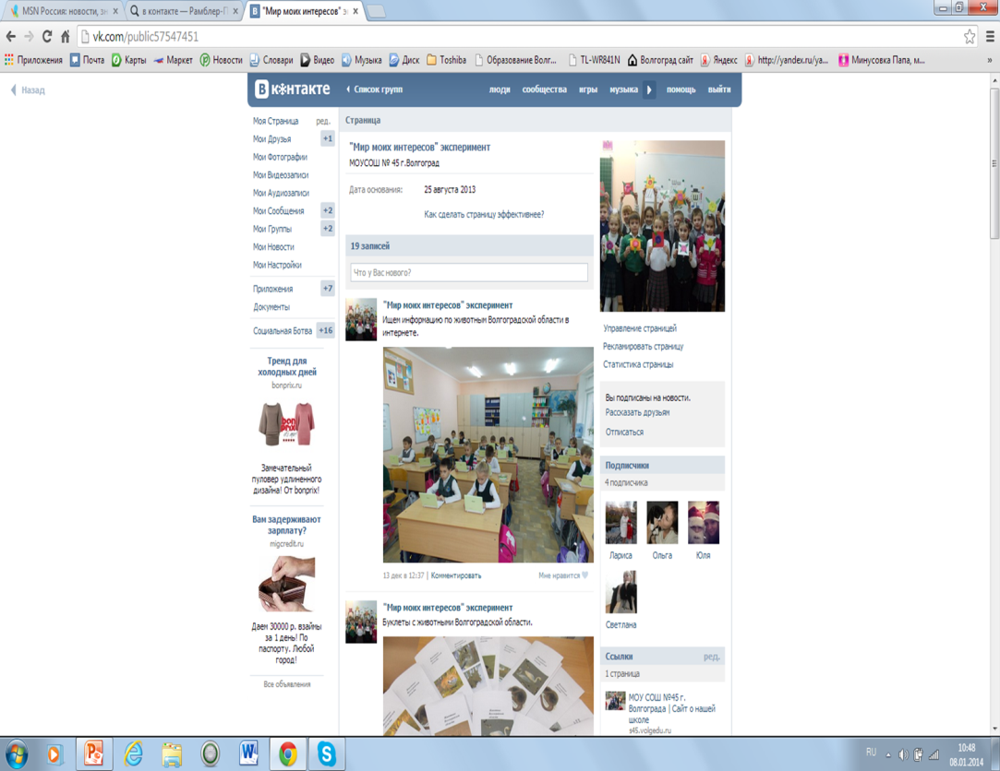 MSN Россия: новости, зн
в контакте — Рамблер-П
"Мир моих интересов" э
vk.com/public57547451
Приложения Почта Карты Маркет Новости Словари Видео Музыка Диск Toshiba Образование Волг... TL-WR841N Волгоград сайт Яндекс http://yandex.ru/ya... Минусовка Папа, м... »
Назад
В контакте
Список групп
люди сообщества игры музыка помощь выйти
Моя Страница ред.
Мои Друзья +1
Мои Фотографии
Мои Видеозаписи
Мои Аудиозаписи
Мои Сообщения +2
Мои Группы +2
Мои Новости
Мои Настройки
Приложения +7
Документы
Социальная Ботва +16
Тренд для
холодных дней
bonprix.ru
bon
prix
Замечательный
пуловер удлиненного
дизайна! От bonprix!
Вам задерживают
зарплату?
migcredit.ru
Даем 30000 р. взаймы
за 1 день! По
паспорту. Любой
город!
Все объявления
Страница
"Мир моих интересов" эксперимент
МОУСОШ № 45 г.Волгоград
Дата основания: 25 августа 2013
Как сделать страницу эффективнее?
19 записей
Что у Вас нового?
"Мир моих интересов" эксперимент
Ищем информацию по животным Волгоградской области в
интернете.
13 дек в 12:37 | Комментировать Мне нравится
"Мир моих интересов" эксперимент
Буклеты с животными Волгоградской области.
Управление страницей
Рекламировать страницу
Статистика страницы
Вы подписаны на новости.
Рассказать друзьям
Отписаться
Подписчики
4 подписчика
Лариса Ольга Юля
Светлана
Ссылки ред.
1 страница
МОУ СОШ №45 г.
Волгограда | Сайт о нашей
школе
s45.volgedu.ru
RU
10:48
08.01.2014